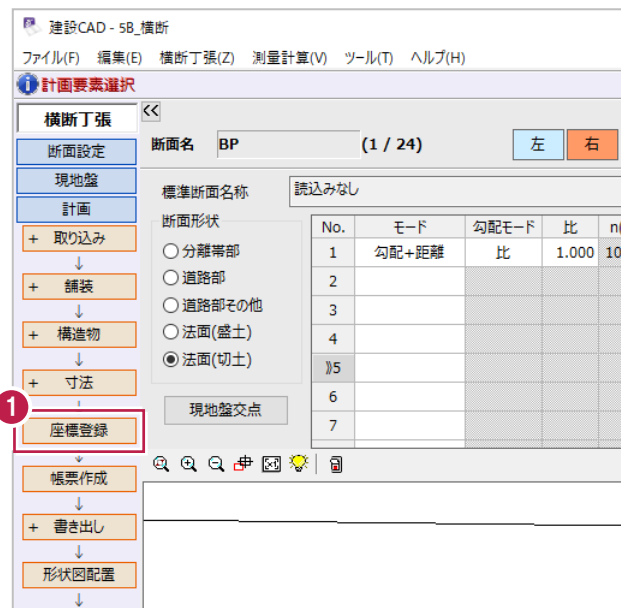 建設CAD - 5B_横断
ファイル(F) 編集(E) 横断丁張(Z) 測量計算(V) ツール(T) ヘルプ(H)
計画要素選択
横断丁張
<<
断面設定
断面名 BP (1 / 24) 左 右
現地盤
計画
標準断面名称 読込みなし
+ 取り込み
↓
+ 舗装
↓
+ 構造物
↓
+ 寸法
1
座標登録
↓
帳票作成
↓
+ 書き出し
↓
形状図配置
↓
断面形状
分離帯部
道路部
道路部その他
法面(盛土)
法面(切土)
現地盤交点
No. モード 勾配モード 比
1 勾配+距離 比 1.000 10
2
3
4
》5
6
7